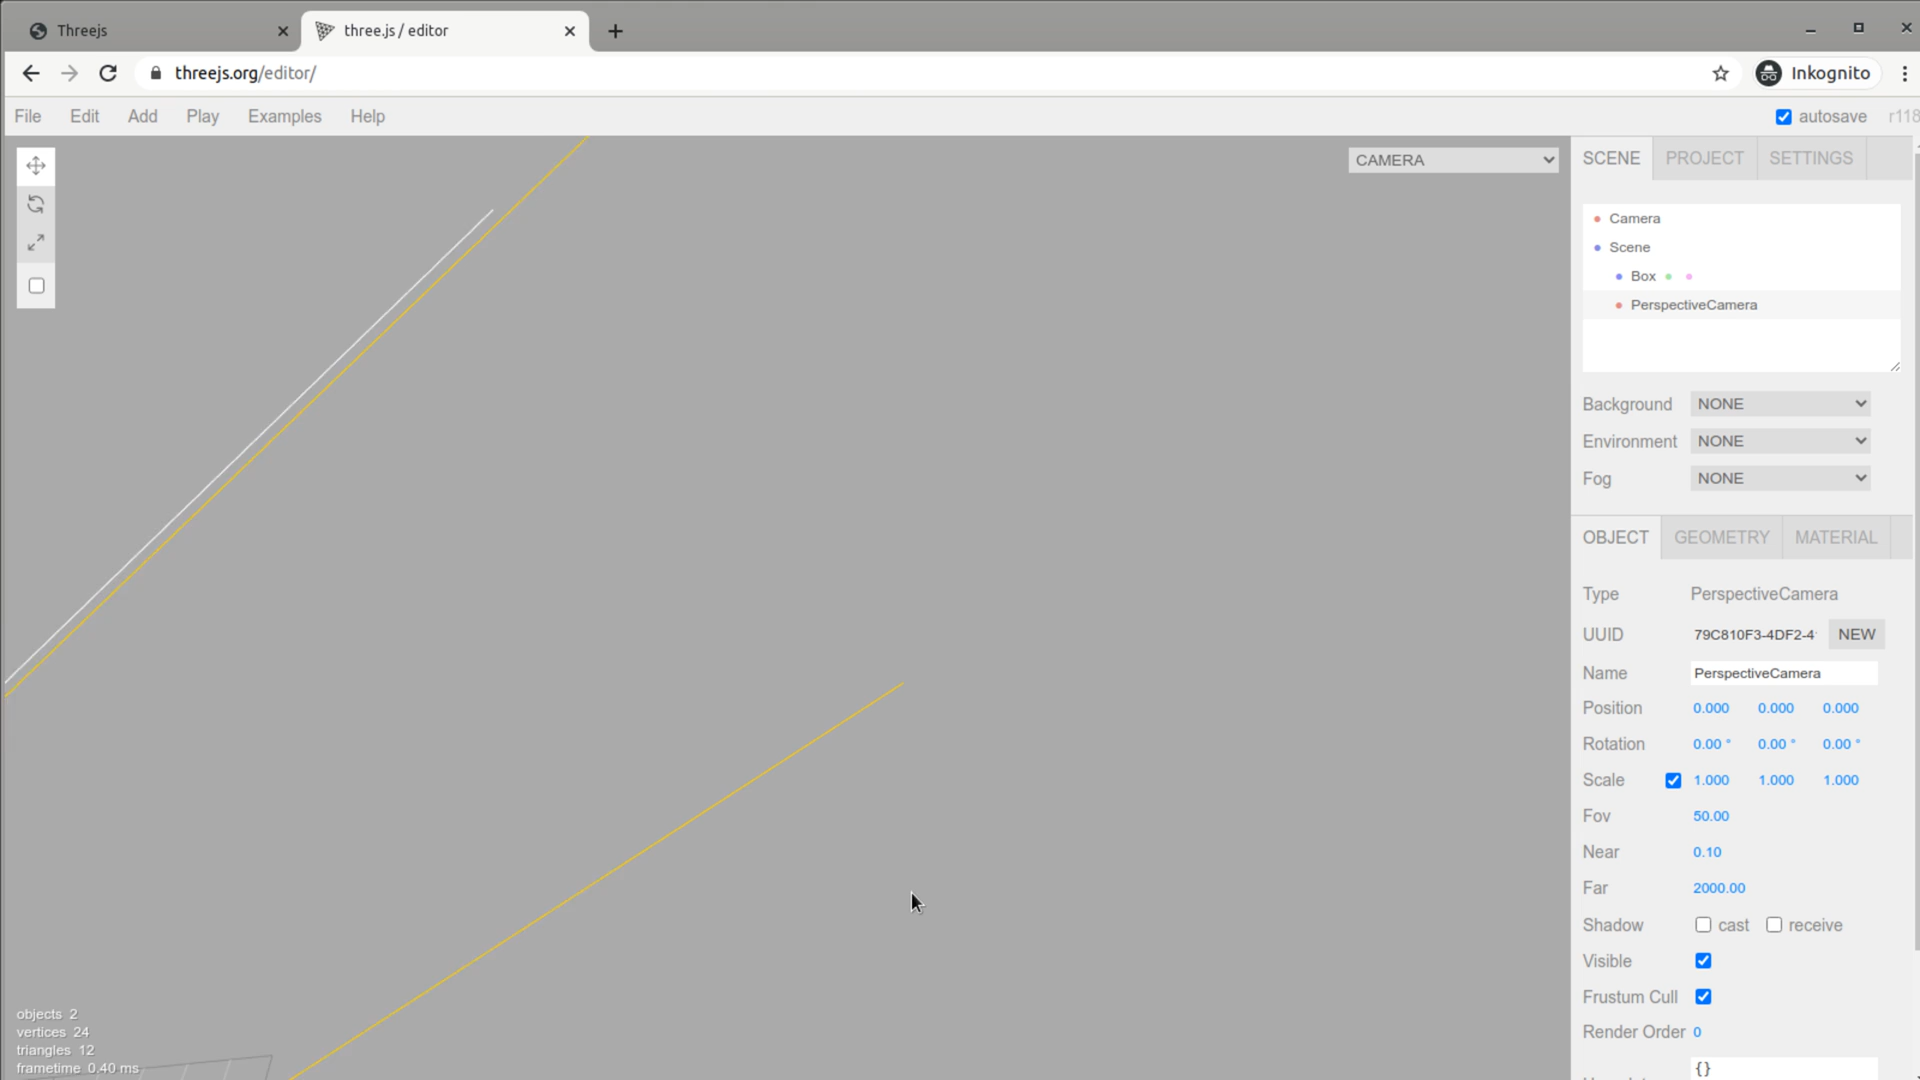 Threejs
three.js / editor
threejs.org/editor/
Inkognito
File Edit Add Play Examples Help
autosave r118
CAMERA
SCENE PROJECT SETTINGS
Camera
Scene
Box
PerspectiveCamera
Background NONE
Environment NONE
Fog NONE
OBJECT GEOMETRY MATERIAL
Type PerspectiveCamera
UUID 79C810F3-4DF2-4 NEW
Name PerspectiveCamera
Position 0.000 0.000 0.000
Rotation 0.00 ° 0.00 ° 0.00 °
Scale 1.000 1.000 1.000
Fov 50.00
Near 0.10
Far 2000.00
Shadow cast receive
Visible
Frustum Cull
Render Order 0
{}
objects 2
vertices 24
triangles 12
frametime 0.40 ms